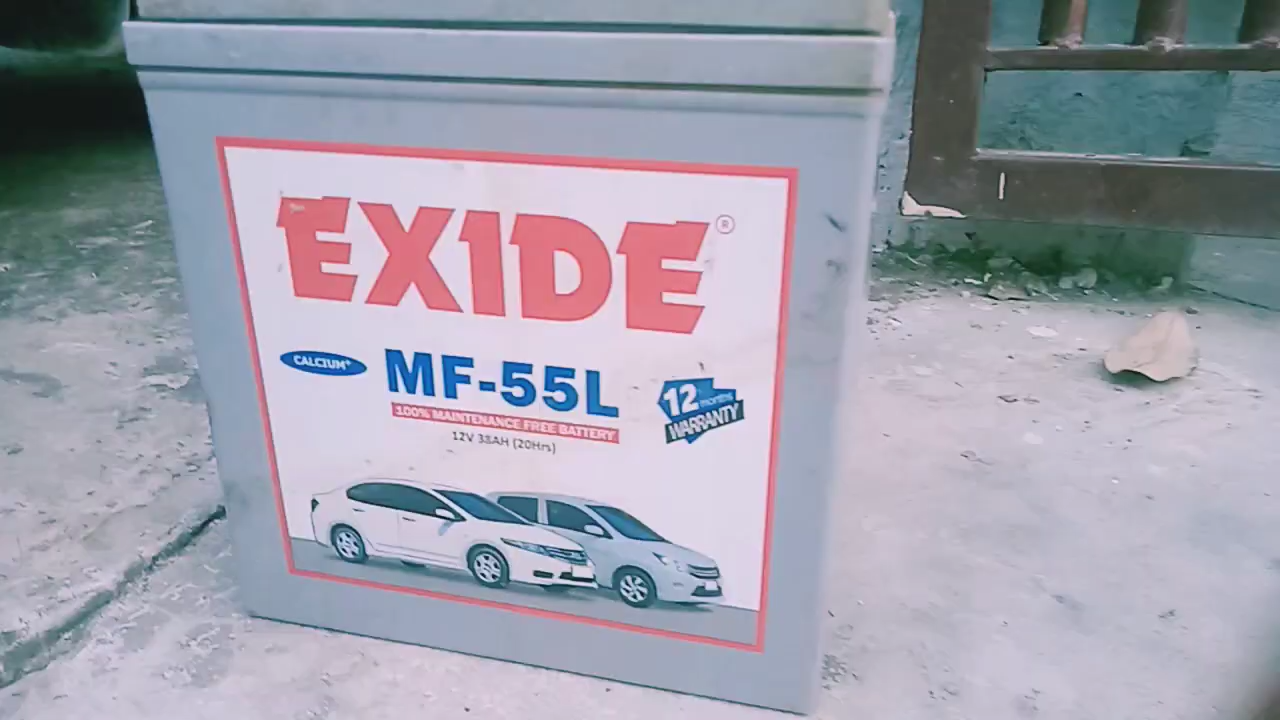 EXIDE®
CALCIUM+
MF-55L
100% MAINTENANCE FREE BATTERY
12V 38AH (20Hrs)
12 months
WARRANTY